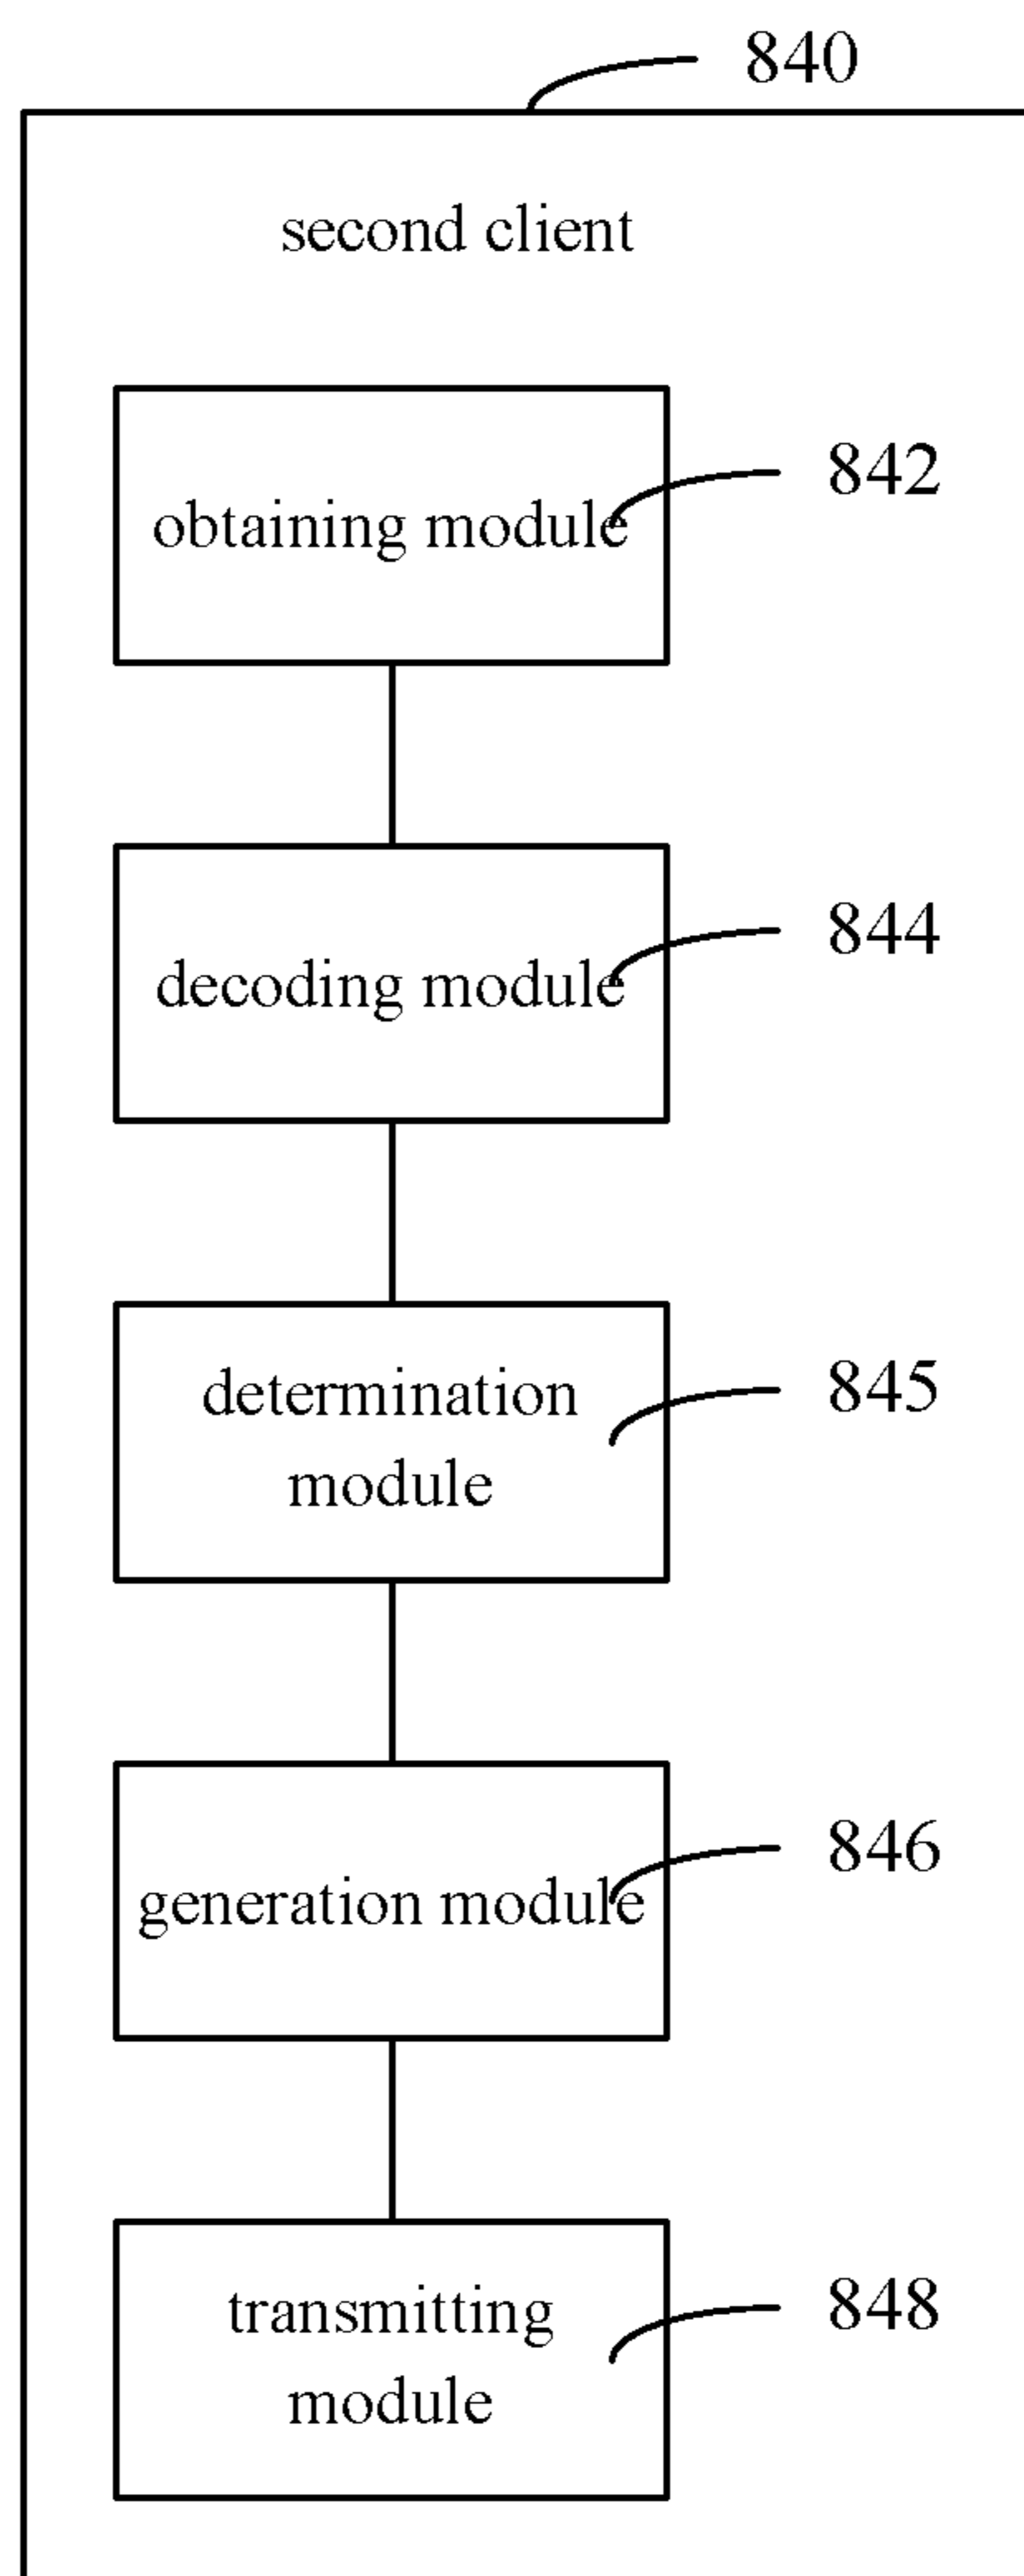 840
second client
842
obtaining module
844
decoding module
845
determination
module
846
generation module
848
transmitting
module